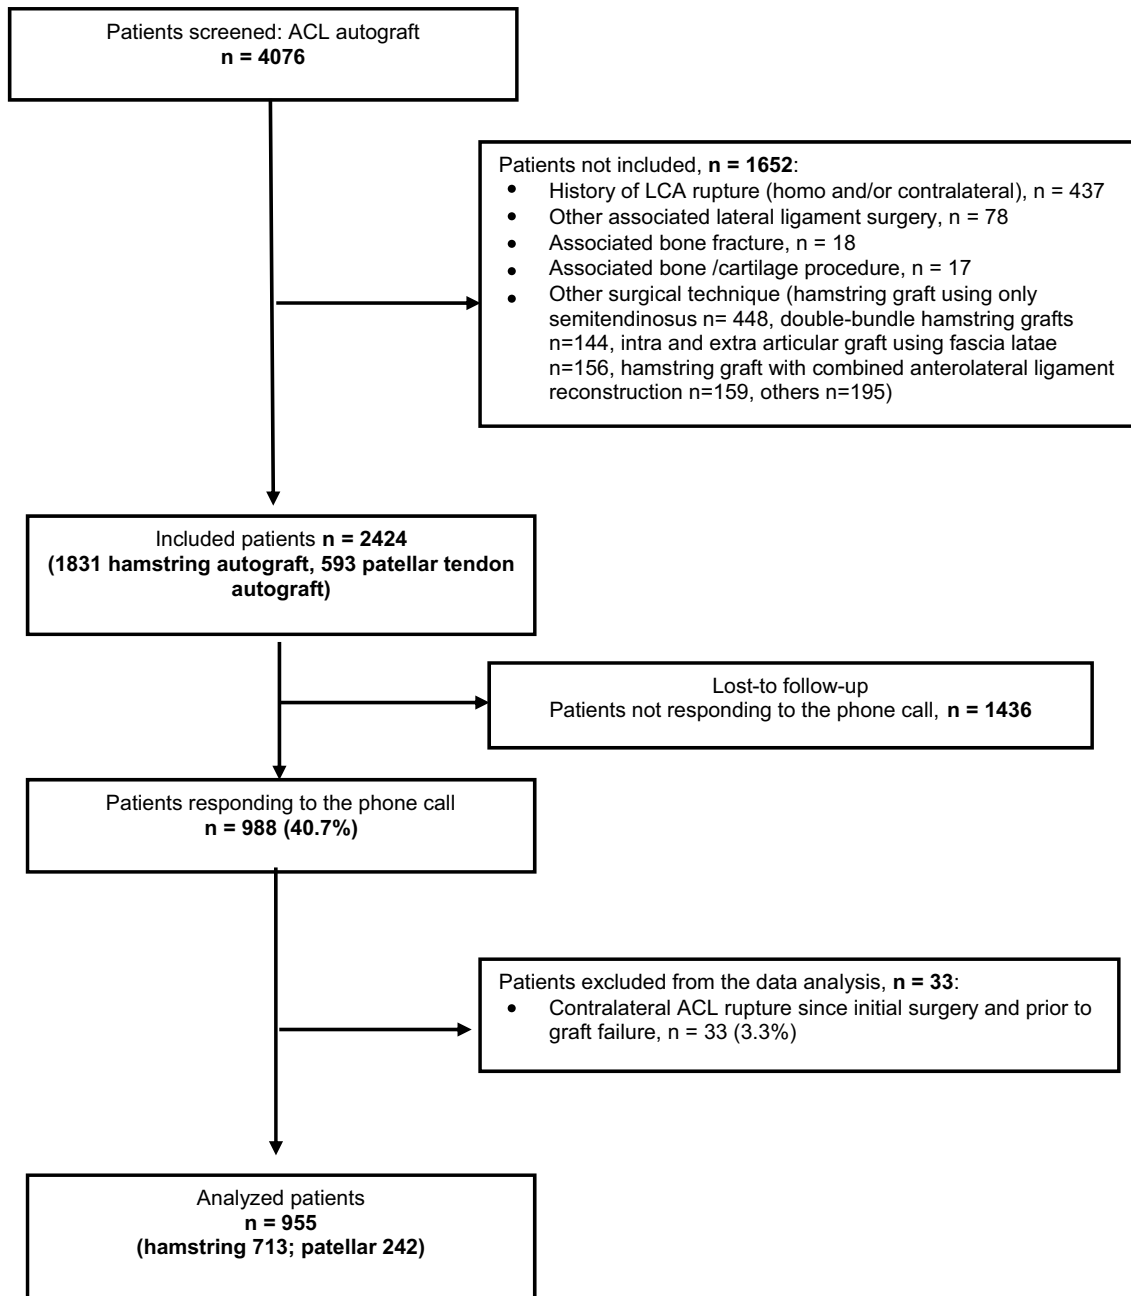 Patients screened: ACL autograft
n = 4076
Patients not included, n = 1652:
• History of LCA rupture (homo and/or contralateral), n = 437
• Other associated lateral ligament surgery, n = 78
• Associated bone fracture, n = 18
• Associated bone /cartilage procedure, n = 17
• Other surgical technique (hamstring graft using only
semitendinosus n= 448, double-bundle hamstring grafts
n=144, intra and extra articular graft using fascia latae
n=156, hamstring graft with combined anterolateral ligament
reconstruction n=159, others n=195)
Included patients n = 2424
(1831 hamstring autograft, 593 patellar tendon
autograft)
Lost-to follow-up
Patients not responding to the phone call, n = 1436
Patients responding to the phone call
n = 988 (40.7%)
Patients excluded from the data analysis, n = 33:
• Contralateral ACL rupture since initial surgery and prior to
graft failure, n = 33 (3.3%)
Analyzed patients
n = 955
(hamstring 713; patellar 242)